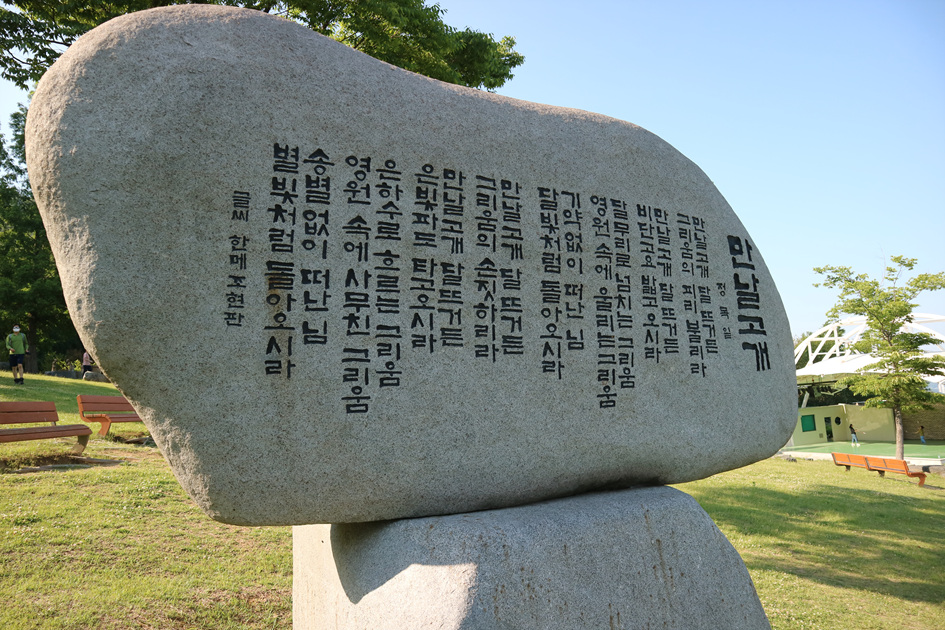 만날고개
정목일
만날고개 달 뜨거든
그리움의 피리 불리라
만날고개 달 뜨거든
비단고요 밟고 오시라
달무리로 넘치는 그리움
영원 속에 울리는 그리움
기약 없이 떠난 님
달빛처럼 돌아오시라
만날고개 달 뜨거든
그리움의 손짓 하리라
만날고개 달 뜨거든
은빛파도 타고 오시라
은하수로 흐르는 그리움
영원 속에 사무친 그리움
송별 없이 떠난 님
별빛처럼 돌아오시라
글씨 한메 조현판